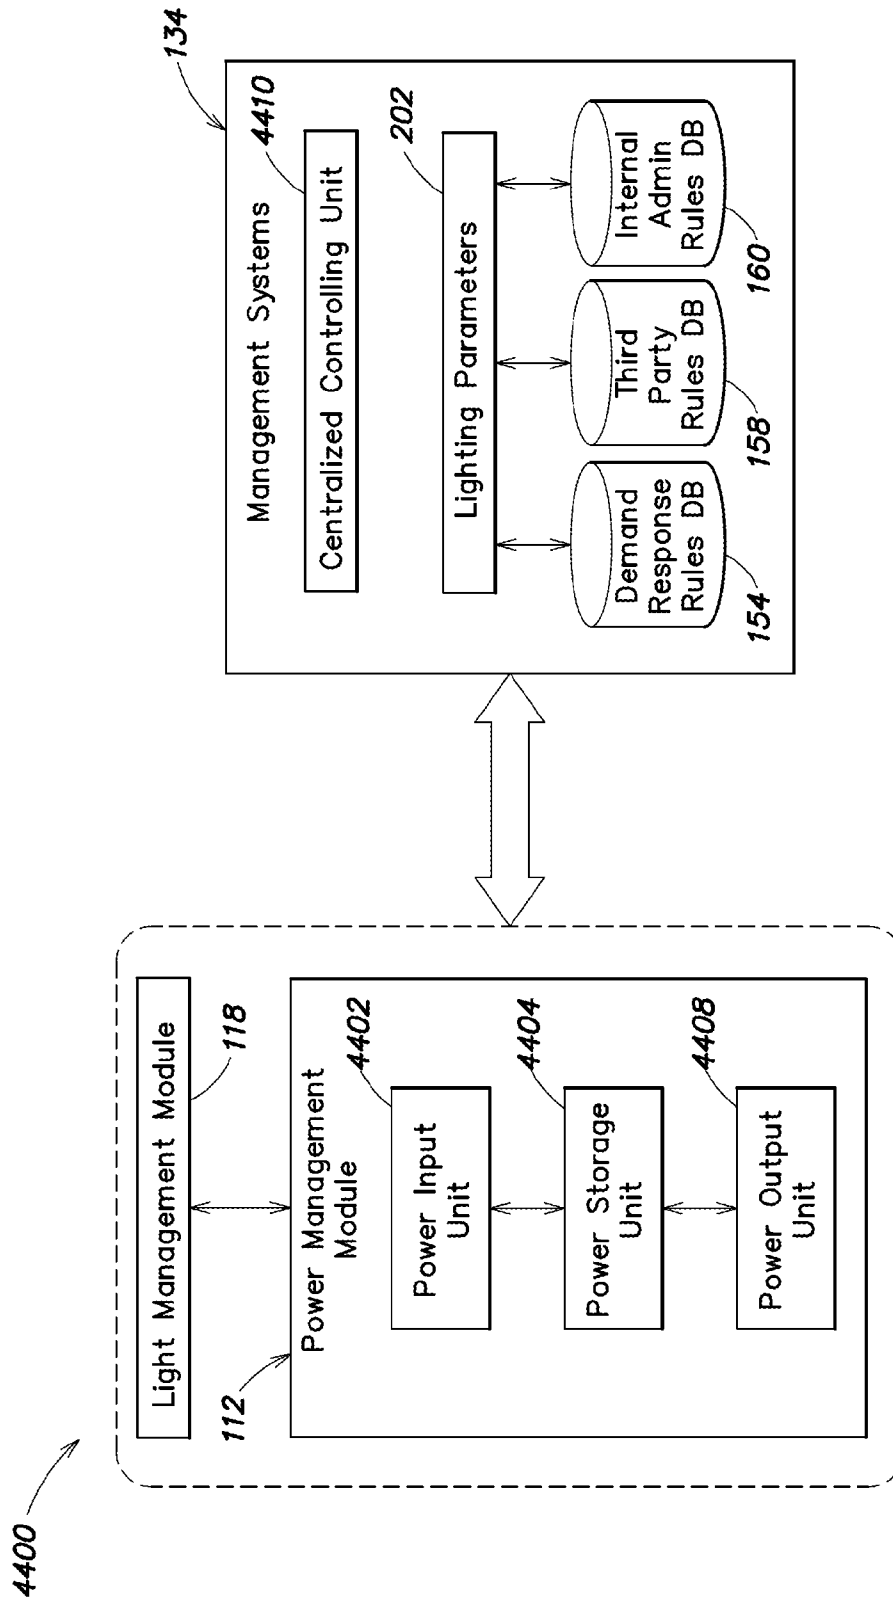 4400
Light Management Module
118
112
Power Management
Module
4402
Power Input
Unit
4404
Power Storage
Unit
4408
Power Output
Unit
134
Management Systems
4410
Centralized Controlling Unit
202
Lighting Parameters
Demand
Response
Rules DB
154
Third
Party
Rules DB
158
Internal
Admin
Rules DB
160